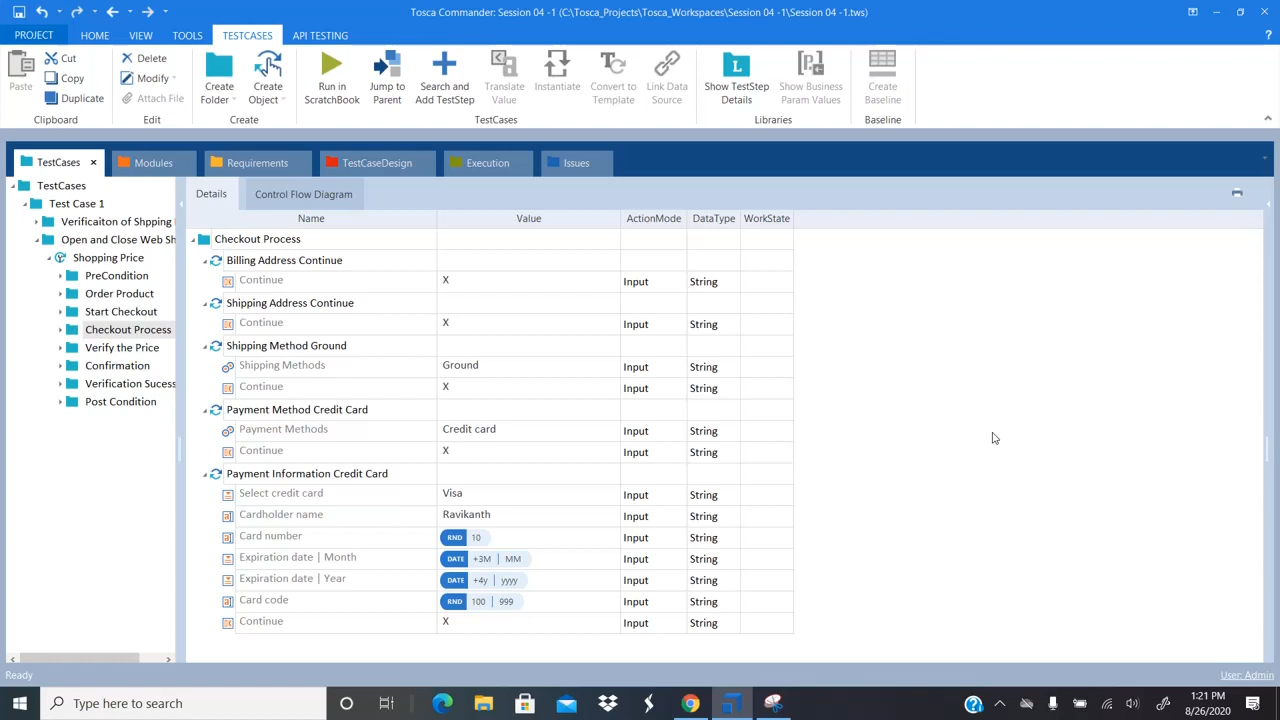 Tosca Commander: Session 04 -1 (C:\Tosca_Projects\Tosca_Workspaces\Session 04 -1\Session 04 -1.tws)
PROJECT HOME VIEW TOOLS TESTCASES API TESTING
Paste
Cut
Copy
Duplicate
Clipboard
Delete
Modify
Attach File
Edit
Create Folder
Create Object
Create
Run in ScratchBook
Jump to Parent
Search and Add TestStep
Translate Value
Instantiate
Convert to Template
Link Data Source
TestCases
Show TestStep Details
Show Business Param Values
Libraries
Create Baseline
Baseline
TestCases Modules Requirements TestCaseDesign Execution Issues
TestCases
Test Case 1
Verificaiton of Shpping
Open and Close Web Sh
Shopping Price
PreCondition
Order Product
Start Checkout
Checkout Process
Verify the Price
Confirmation
Verification Sucess
Post Condition
Details Control Flow Diagram
Name Value ActionMode DataType WorkState
Checkout Process
Billing Address Continue
Continue X Input String
Shipping Address Continue
Continue X Input String
Shipping Method Ground
Shipping Methods Ground Input String
Continue X Input String
Payment Method Credit Card
Payment Methods Credit card Input String
Continue X Input String
Payment Information Credit Card
Select credit card Visa Input String
Cardholder name Ravikanth Input String
Card number RND 10 Input String
Expiration date | Month DATE +3M | MM Input String
Expiration date | Year DATE +4y | yyyy Input String
Card code RND 100 | 999 Input String
Continue X Input String
Ready User: Admin
Type here to search
1:21 PM
8/26/2020